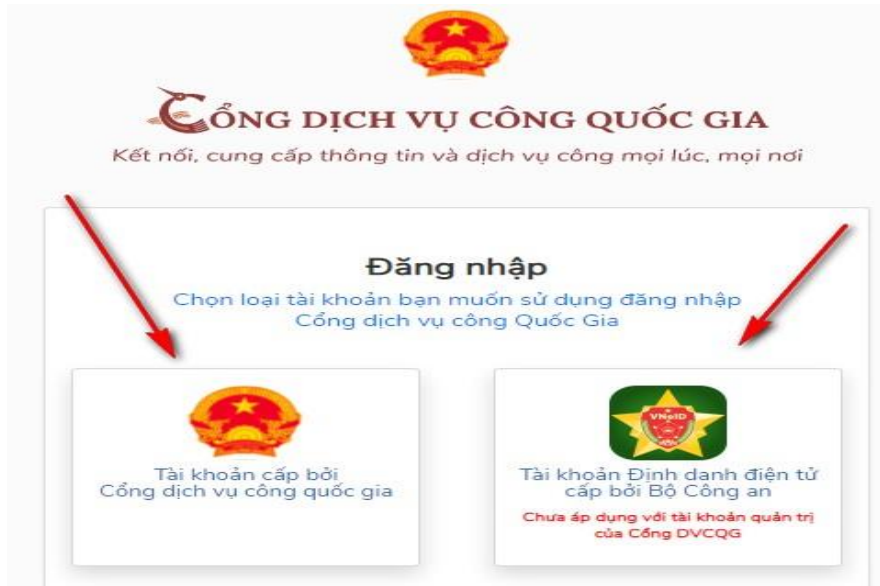 CỔNG DỊCH VỤ CÔNG QUỐC GIA
Kết nối, cung cấp thông tin và dịch vụ công mọi lúc, mọi nơi
Đăng nhập
Chọn loại tài khoản bạn muốn sử dụng đăng nhập
Cổng dịch vụ công Quốc Gia
Tài khoản cấp bởi
Cổng dịch vụ công quốc gia
VNeID
Tài khoản Định danh điện tử
cấp bởi Bộ Công an
Chưa áp dụng với tài khoản quản trị
của Cổng DVCQG